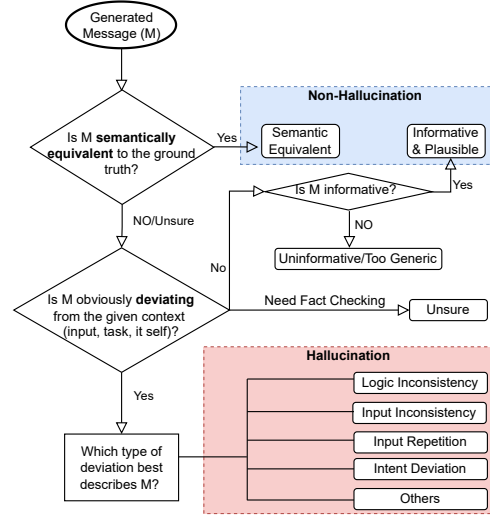 Generated
Message (M)
Is M semantically
equivalent to the ground
truth?
Yes
Non-Hallucination
Semantic
Equivalent
Informative
& Plausible
NO/Unsure
Is M informative?
Yes
NO
Uninformative/Too Generic
No
Is M obviously deviating
from the given context
(input, task, it self)?
Need Fact Checking
Unsure
Yes
Which type of
deviation best
describes M?
Hallucination
Logic Inconsistency
Input Inconsistency
Input Repetition
Intent Deviation
Others